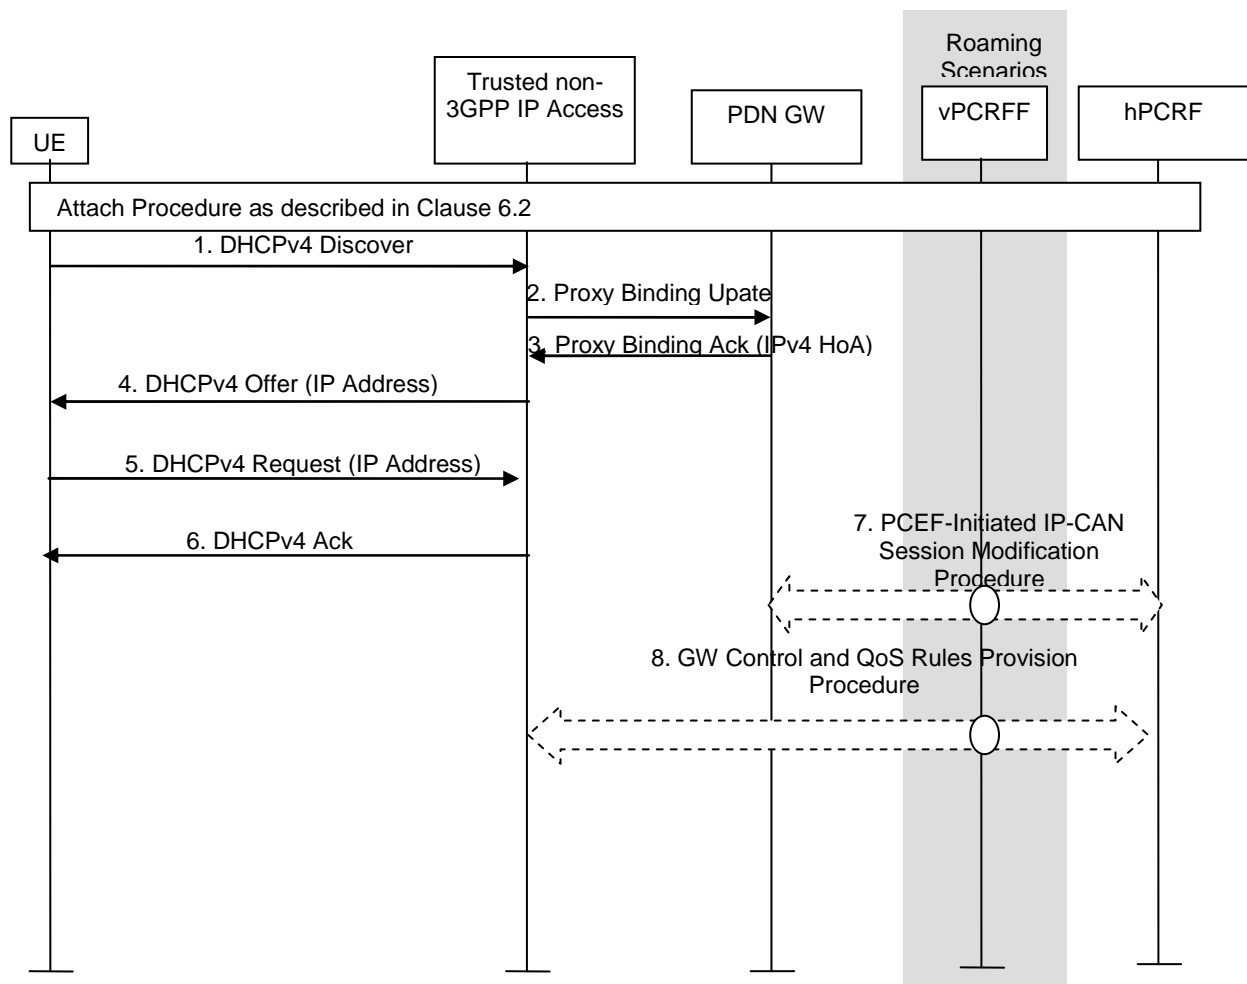 Roaming
Scenarios
Trusted non-
3GPP IP Access
PDN GW
vPCRFF
hPCRF
UE
Attach Procedure as described in Clause 6.2
1. DHCPv4 Discover
2. Proxy Binding Upate
3. Proxy Binding Ack (IPv4 HoA)
4. DHCPv4 Offer (IP Address)
5. DHCPv4 Request (IP Address)
7. PCEF-Initiated IP-CAN
Session Modification
Procedure
6. DHCPv4 Ack
8. GW Control and QoS Rules Provision
Procedure